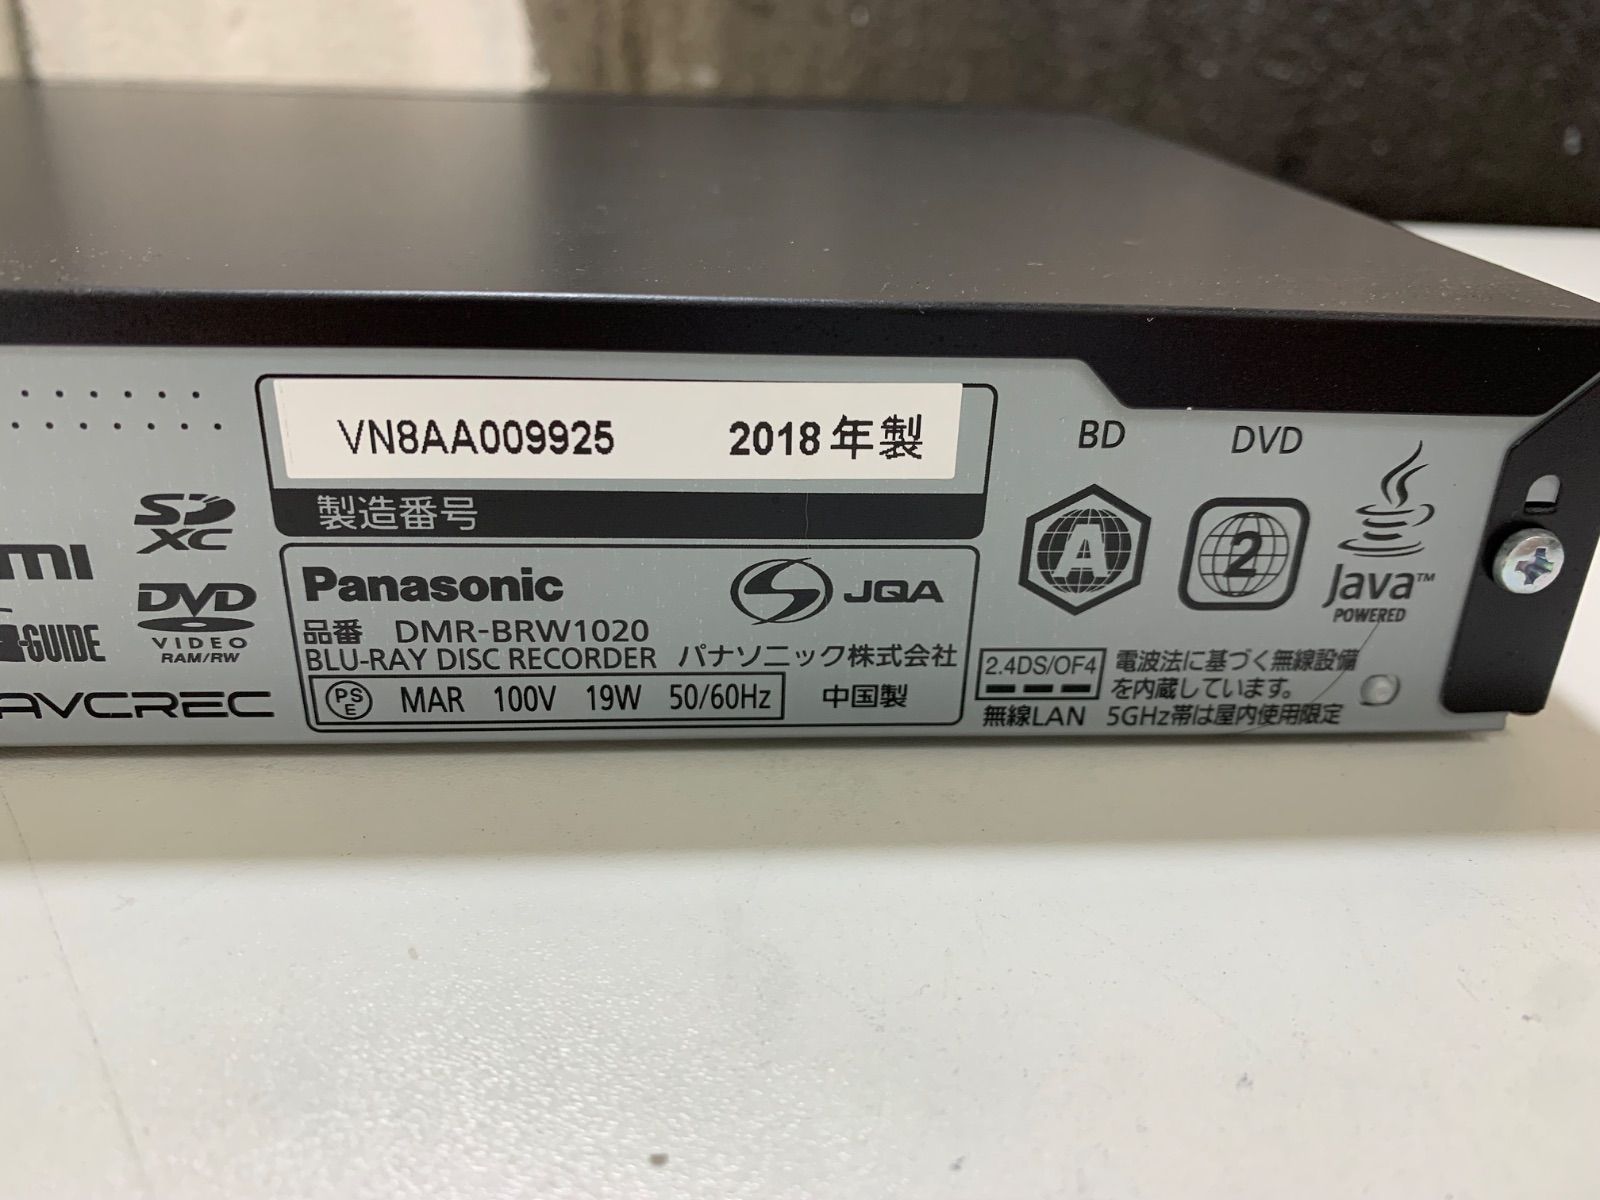 VN8AA009925 2018年製
製造番号
Panasonic JQA
品番 DMR-BRW1020
BLU-RAY DISC RECORDER パナソニック株式会社
PS E MAR 100V 19W 50/60Hz 中国製
SD XC
DVD
VIDEO
RAM/RW
-GUIDE
AVCREC
BD
A
DVD
2
Java™
POWERED
2.4DS/OF4
無線LAN
電波法に基づく無線設備
を内蔵しています。
5GHz帯は屋内使用限定